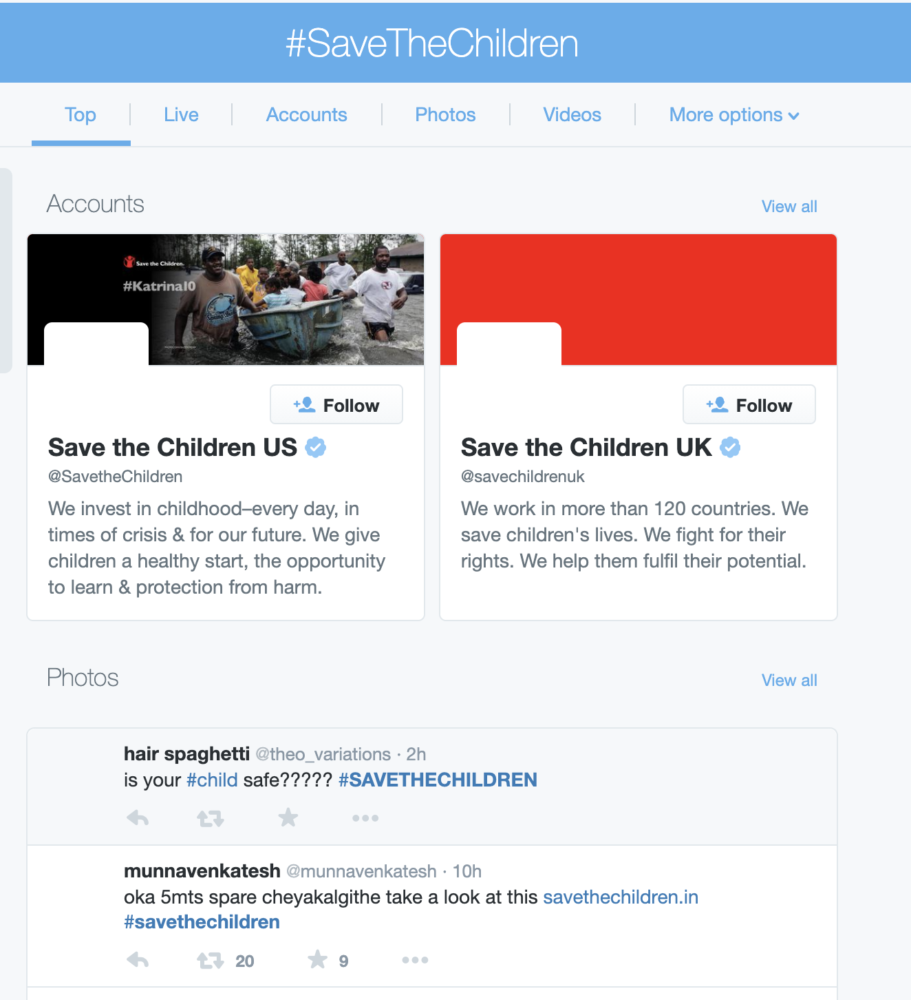 #SaveTheChildren
Top
Live
Accounts
Photos
Videos
More options
Accounts
View all
Save the Children.
#Katrina10
Follow
Save the Children US
@SavetheChildren
We invest in childhood–every day, in
times of crisis & for our future. We give
children a healthy start, the opportunity
to learn & protection from harm.
Follow
Save the Children UK
@savechildrenuk
We work in more than 120 countries. We
save children's lives. We fight for their
rights. We help them fulfil their potential.
Photos
View all
hair spaghetti @theo_variations · 2h
is your #child safe????? #SAVETHECHILDREN
munnavenkatesh @munnavenkatesh · 10h
oka 5mts spare cheyakalgithe take a look at this savethechildren.in
#savethechildren
20
9